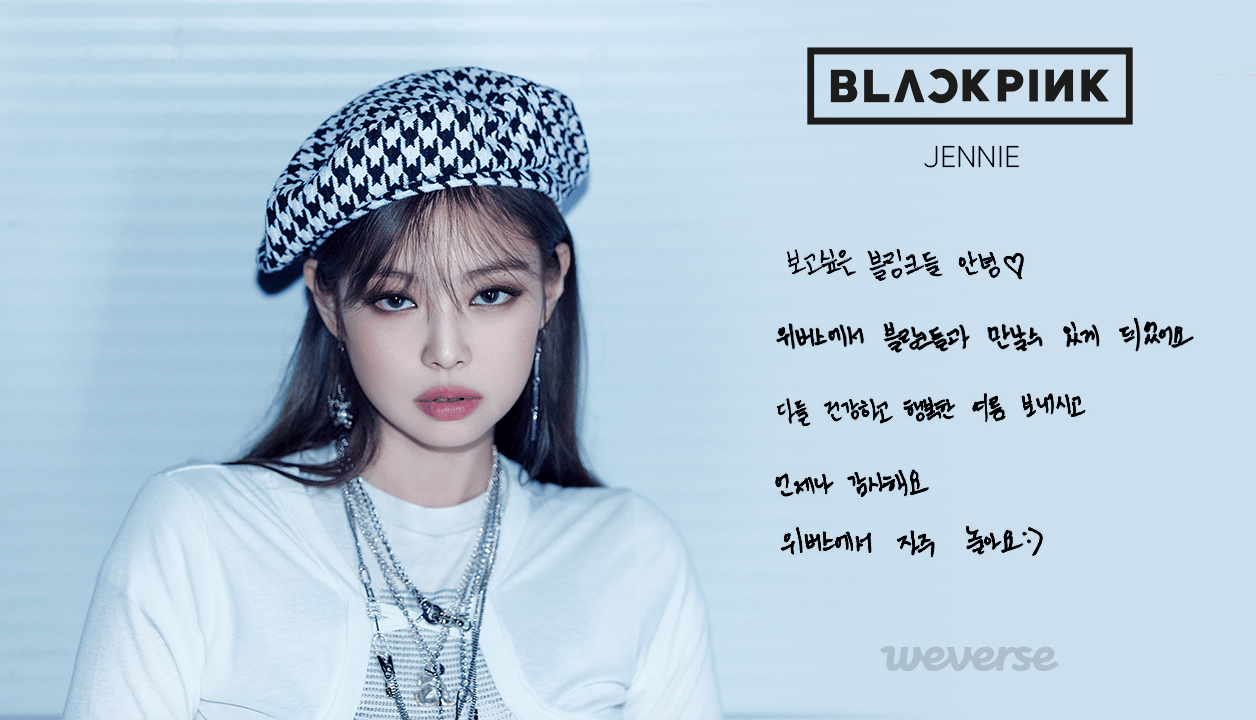 BLACKPINK
JENNIE
보고싶은 블링크들 안녕♡
위버스에서 블링크들과 만날수 있게 되었어요
다들 건강하고 행복한 여름 보내시고
언제나 감사해요
위버스에서 자주 놀아요:)
weverse